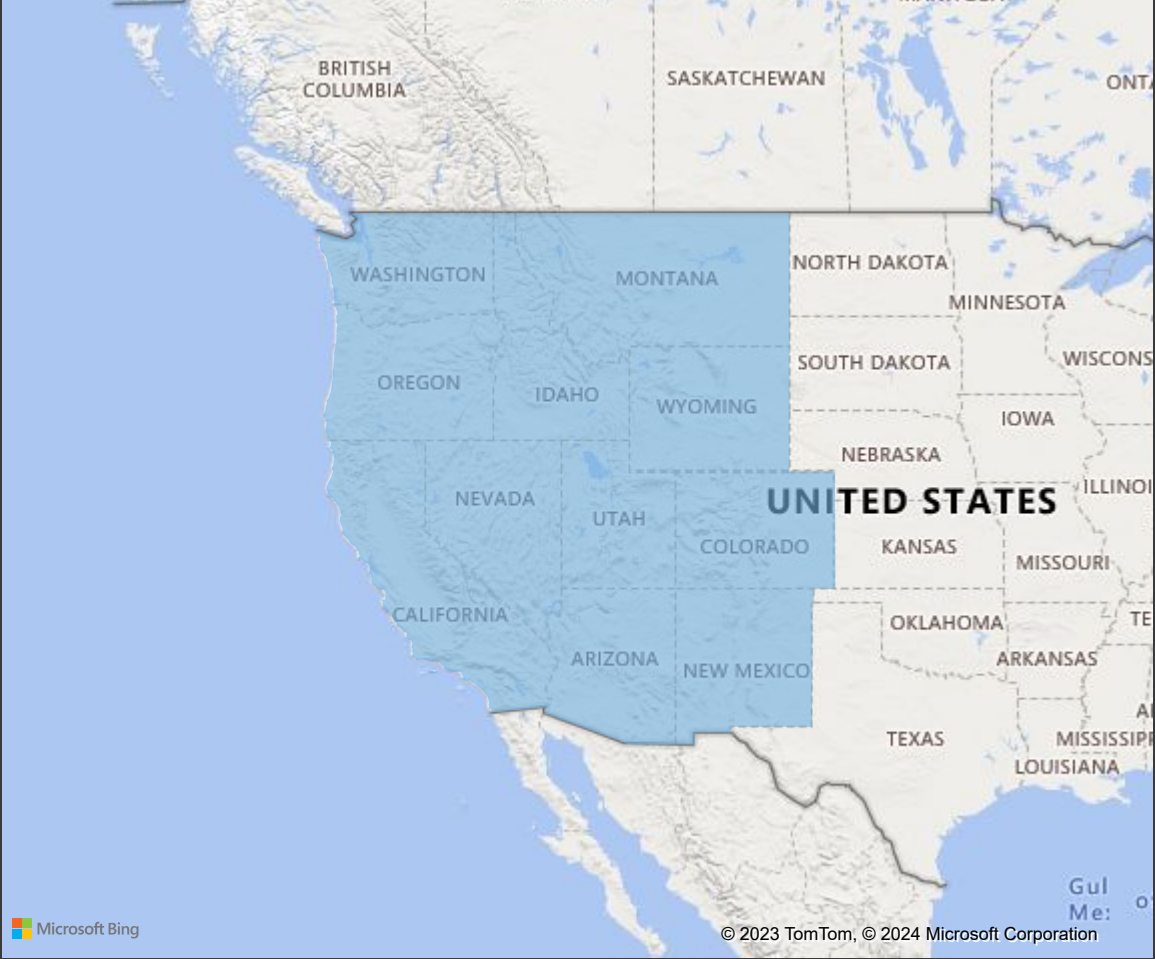 BRITISH
COLUMBIA
SASKATCHEWAN
ONTA
WASHINGTON
MONTANA
NORTH DAKOTA
MINNESOTA
OREGON
IDAHO
WYOMING
SOUTH DAKOTA
WISCONS
IOWA
NEBRASKA
NEVADA
UTAH
UNITED STATES
ILLINOI
COLORADO
KANSAS
MISSOURI
CALIFORNIA
ARIZONA
NEW MEXICO
OKLAHOMA
TE
ARKANSAS
TEXAS
MISSISSIPP
LOUISIANA
Gul
Me
Microsoft Bing
© 2023 TomTom, © 2024 Microsoft Corporation